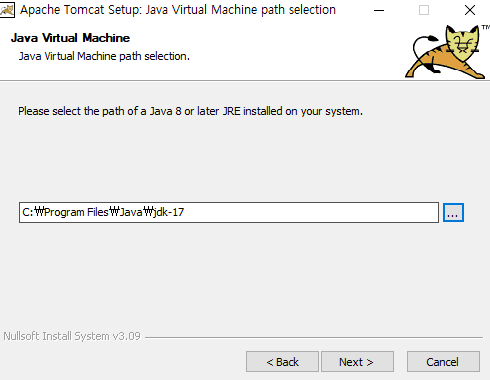 Apache Tomcat Setup: Java Virtual Machine path selection
Java Virtual Machine
Java Virtual Machine path selection.
TM
Please select the path of a Java 8 or later JRE installed on your system.
C:₩Program Files₩Java₩jdk-17
...
Nullsoft Install System v3.09
< Back
Next >
Cancel